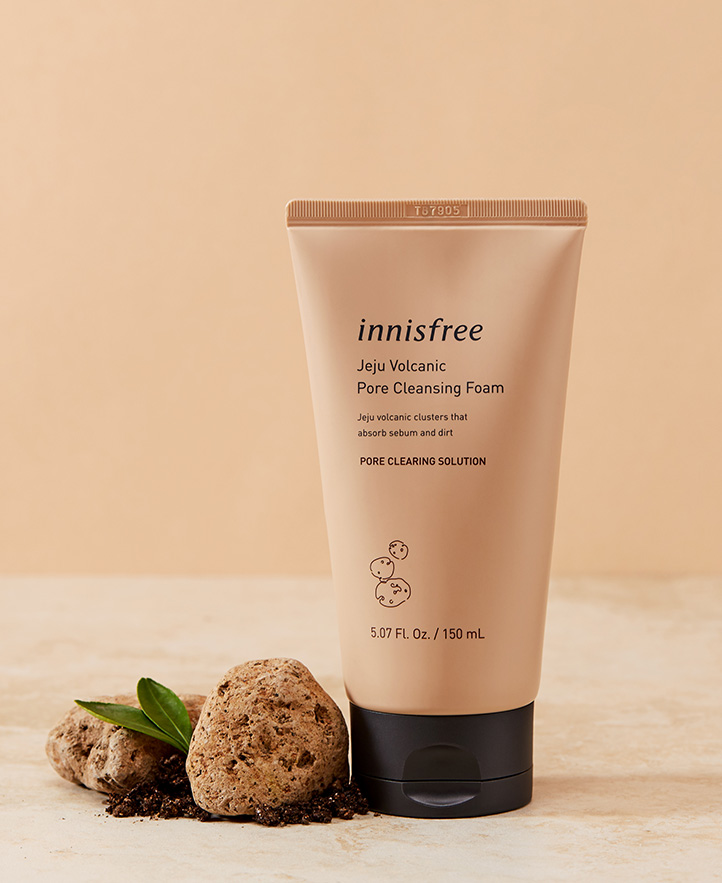 T67905
innisfree
Jeju Volcanic
Pore Cleansing Foam
Jeju volcanic clusters that
absorb sebum and dirt
PORE CLEARING SOLUTION
5.07 Fl. Oz. / 150 mL